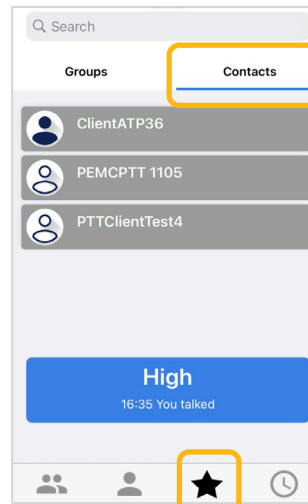 Search
Groups Contacts
ClientATP36
PEMCPTT 1105
PTTClientTest4
High
16:35 You talked